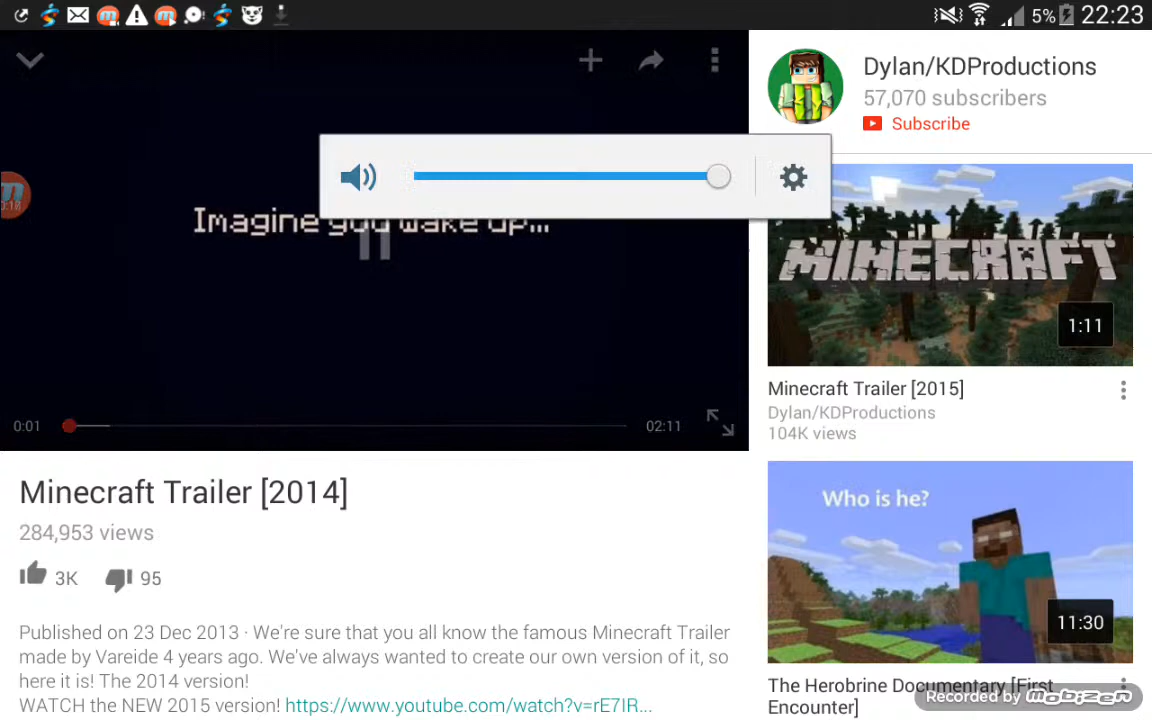 5% 22:23
Imagine you wake up...
0:01
02:11
Minecraft Trailer [2014]
284,953 views
3K 95
Published on 23 Dec 2013 · We're sure that you all know the famous Minecraft Trailer
made by Vareide 4 years ago. We've always wanted to create our own version of it, so
here it is! The 2014 version!
WATCH the NEW 2015 version! https://www.youtube.com/watch?v=rE7IR...
Dylan/KDProductions
57,070 subscribers
Subscribe
MINECRAFT
1:11
Minecraft Trailer [2015]
Dylan/KDProductions
104K views
Who is he?
11:30
The Herobrine Documentary [First
Encounter]
Recorded by mobizen